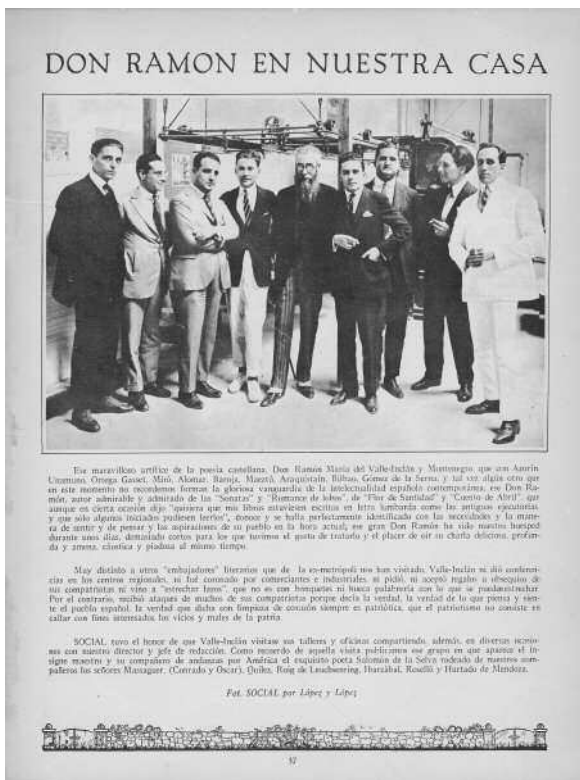 DON RAMON EN NUESTRA CASA
Ese maravilloso artífice de la poesía castellana, Don Ramón María del Valle-Inclán y Montenegro, que con Azorín
Unamuno, Ortega Gasset, Miró, Alomar, Baroja, Maeztú, Araquistain, Bilbao, Gómez de la Serna, y tal vez algún otro que
en este momento no recordemos forman la gloriosa vanguardia de la intelectualidad española contemporánea, ese Don Ra-
món, autor admirable y admirado de las "Sonatas" y "Romance de lobos", de "Flor de Santidad" y "Cuento de Abril", que
aunque en cierta ocasión dijo "quisiera que mis libros estuviesen escritos en letra lombarda como las antiguas ejecutorias
y que sólo algunos iniciados pudiesen leerlos", conoce y se halla perfectamente identificado con las necesidades y la mane-
ra de sentir y de pensar y las aspiraciones de su pueblo en la hora actual; ese gran Don Ramón ha sido nuestro huesped
durante unos días, demasiado cortos para los que tuvimos el gusto de tratarlo y el placer de oir su charla deliciosa, profun-
da y amena, cáustica y piadosa al mismo tiempo.
Muy distinto a otros "embajadores" literarios que de la ex-metrópoli nos han visitado, Valle-Inclán ni dió conferen-
cias en los centros regionales, ni fué coronado por comerciantes e industriales, ni pidió, ni aceptó regalos u obsequios de
sus compatriotas ni vino a "estrechar lazos", que no es con banquetes ni hueca palabrería con lo que se pueden estrechar
Por el contrario, recibió ataques de muchos de sus compatriotas porque decía la verdad, la verdad de lo que piensa y sien-
te el pueblo español, la verdad que dicha con limpieza de corazón siempre es patriótica, que el patriotismo no consiste en
callar con fines interesados los vicios y males de la patria.
SOCIAL tuvo el honor de que Valle-Inclán visitase sus talleres y oficinas compartiendo, además, en diversas ocasio-
nes con nuestro director y jefe de redacción. Como recuerdo de aquella visita publicamos ese grupo en que aparece el in-
signe maestro y su compañero de andanzas por América el exquisito poeta Salomón de la Selva rodeado de nuestros com-
pañeros los señores Massaguer, (Conrado y Oscar), Quílez, Roig de Leuchsenring, Ibarzábal, Roselló y Hurtado de Mendoza.
Fot. SOCIAL por López y López